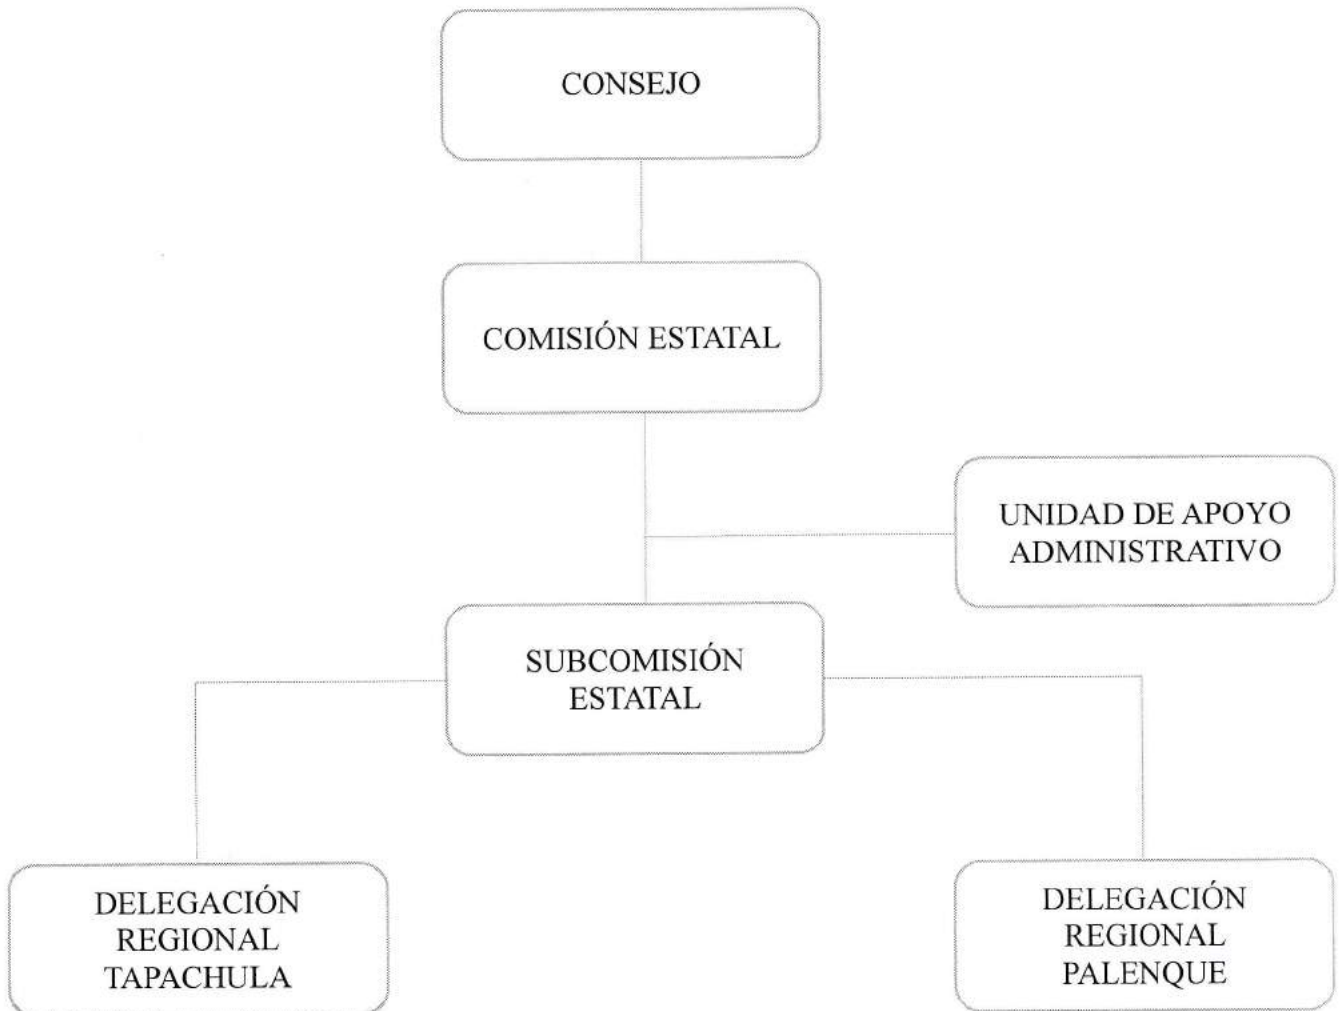 CONSEJO
COMISIÓN ESTATAL
UNIDAD DE APOYO
ADMINISTRATIVO
SUBCOMISIÓN
ESTATAL
DELEGACIÓN
REGIONAL
TAPACHULA
DELEGACIÓN
REGIONAL
PALENQUE